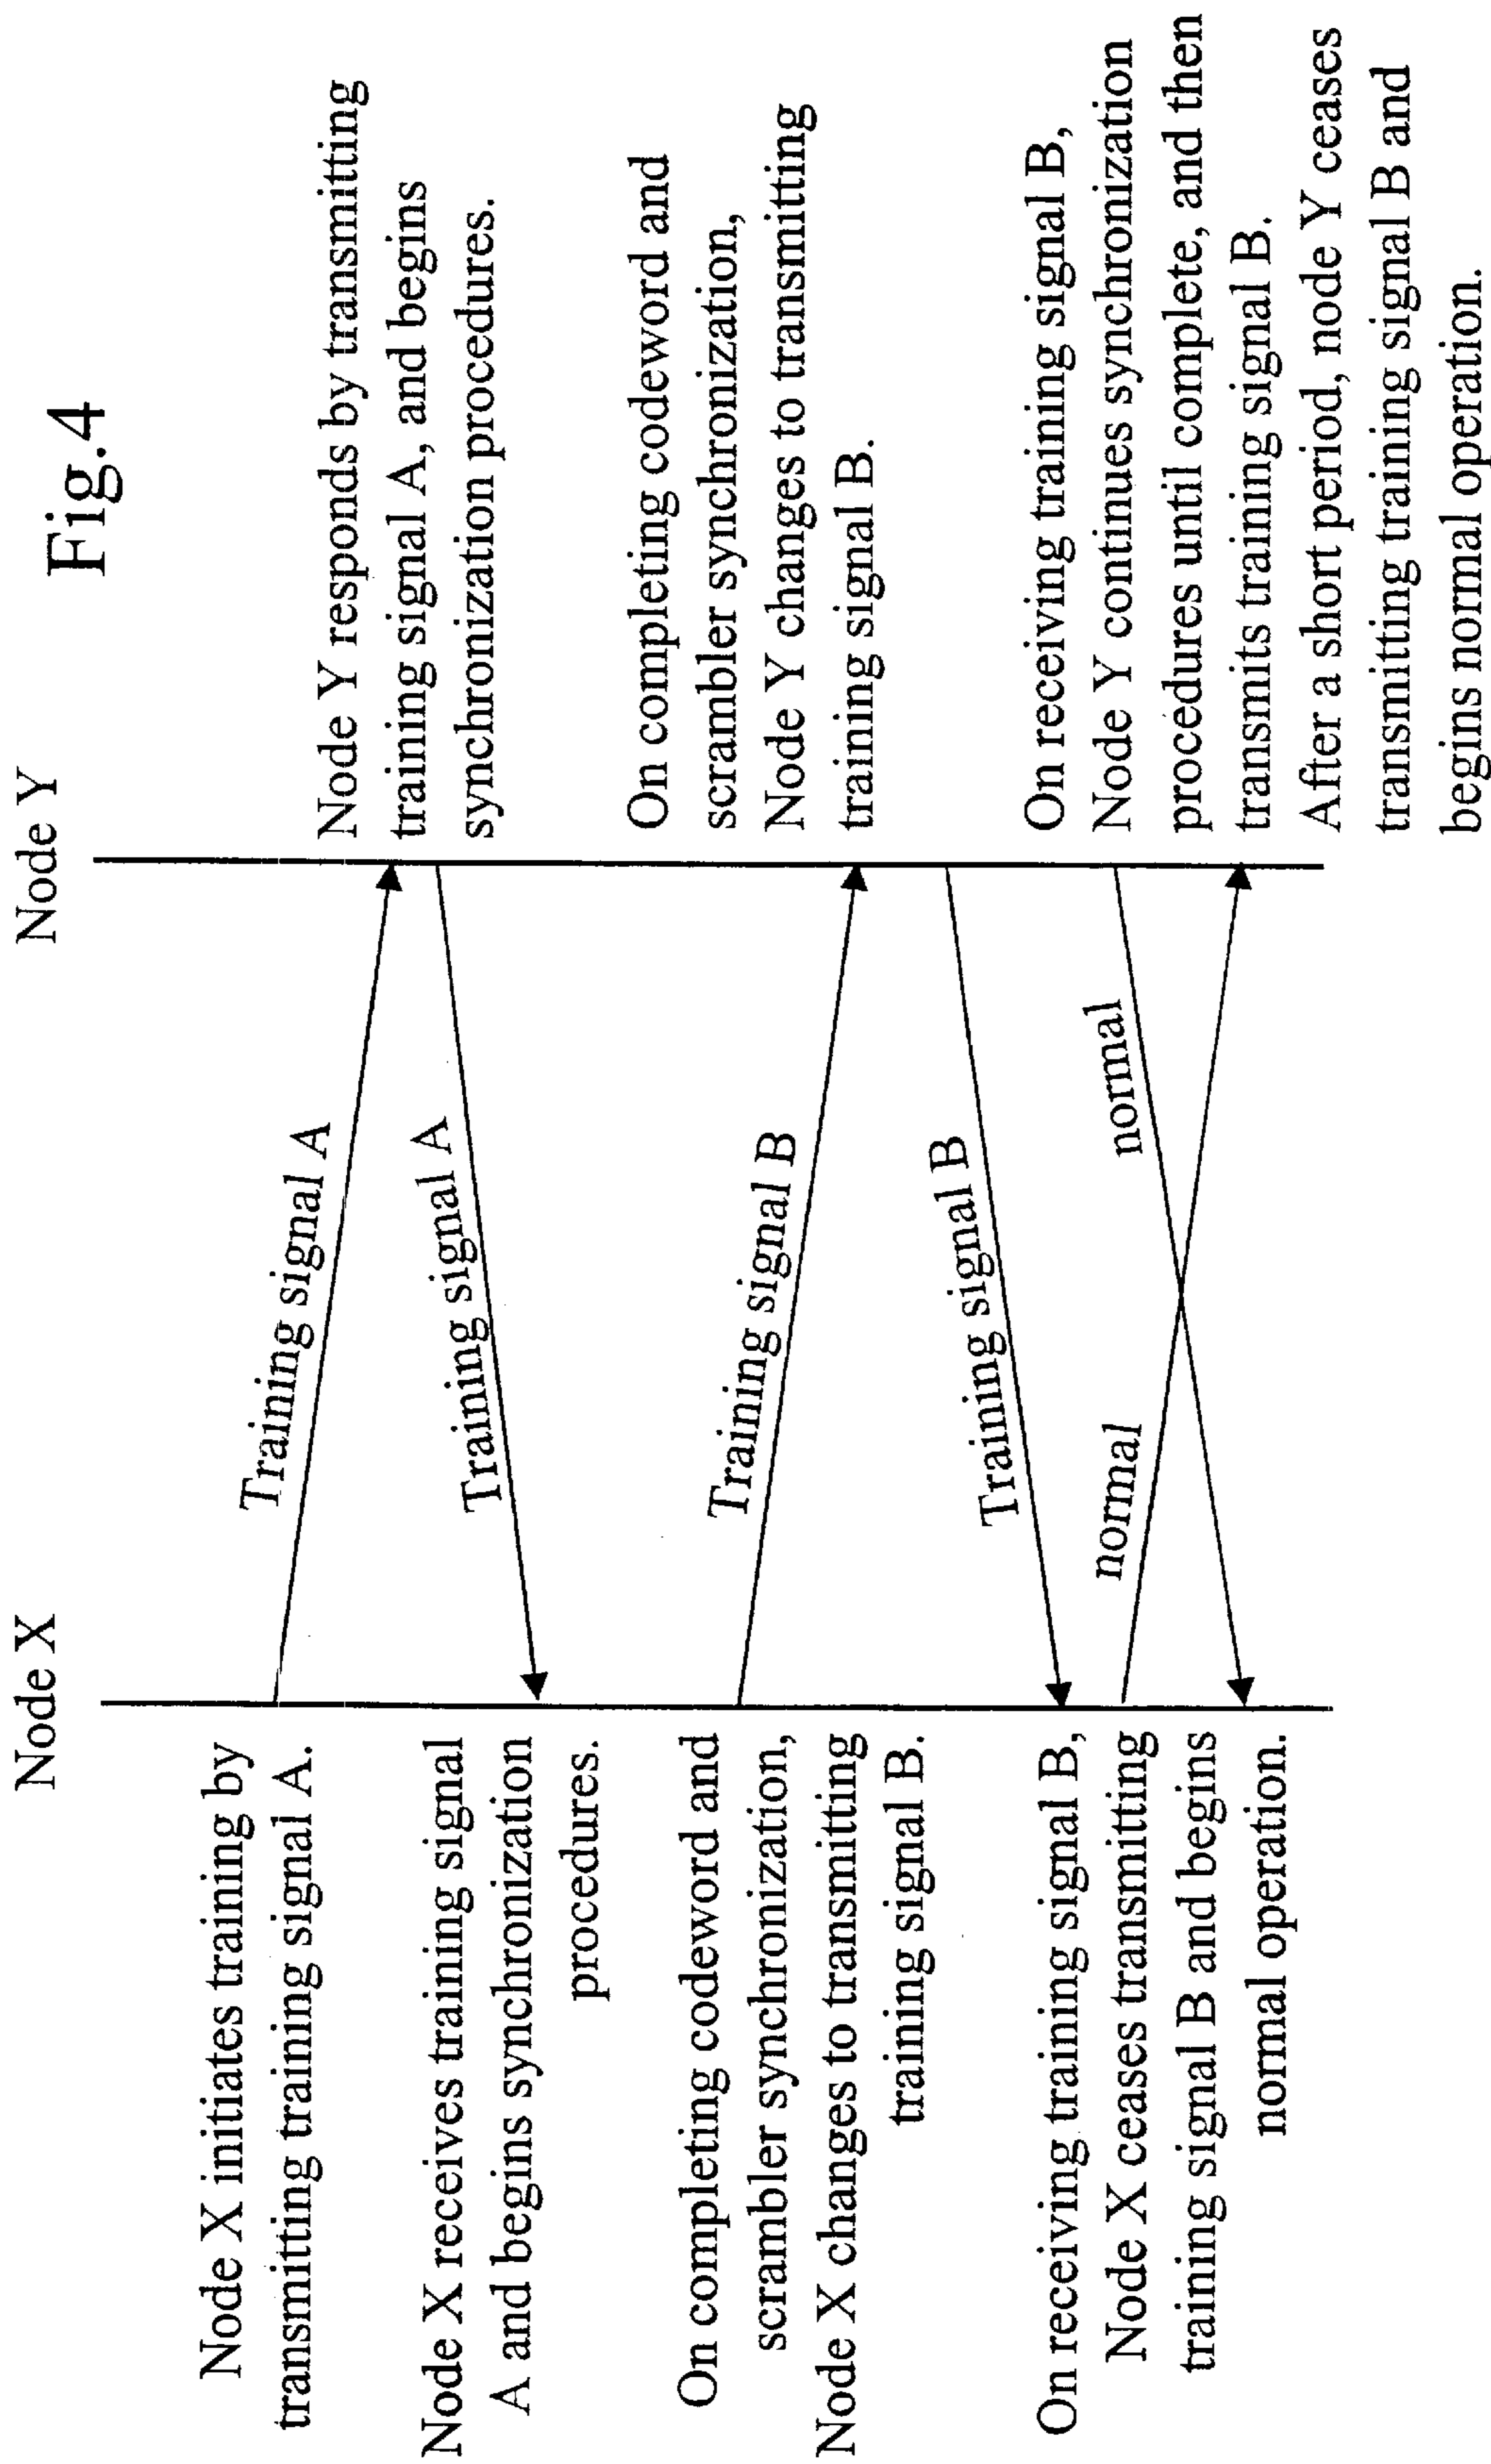 Fig.4
Node X
Node Y
Node X initiates training by
transmitting training signal A.
Training signal A
Node Y responds by transmitting
training signal A, and begins
synchronization procedures.
Training signal A
Node X receives training signal
A and begins synchronization
procedures.
On completing codeword and
scrambler synchronization,
Node Y changes to transmitting
training signal B.
On completing codeword and
scrambler synchronization,
Node X changes to transmitting
training signal B.
Training signal B
Training signal B
On receiving training signal B,
Node Y continues synchronization
procedures until complete, and then
transmits training signal B.
After a short period, node Y ceases
transmitting training signal B and
begins normal operation.
On receiving training signal B,
Node X ceases transmitting
training signal B and begins
normal operation.
normal
normal